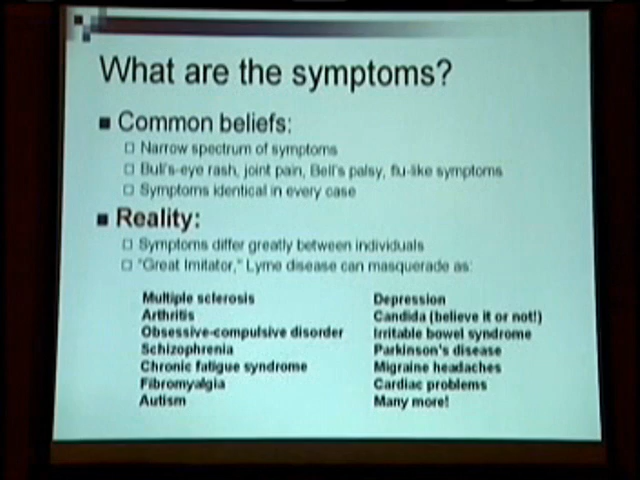 What are the symptoms?
Common beliefs:
Narrow spectrum of symptoms
Bull's-eye rash, joint pain, Bell's palsy, flu-like symptoms
Symptoms identical in every case
Reality:
Symptoms differ greatly between individuals
"Great Imitator," Lyme disease can masquerade as:
Multiple sclerosis
Arthritis
Obsessive-compulsive disorder
Schizophrenia
Chronic fatigue syndrome
Fibromyalgia
Autism
Depression
Candida (believe it or not!)
Irritable bowel syndrome
Parkinson's disease
Migraine headaches
Cardiac problems
Many more!